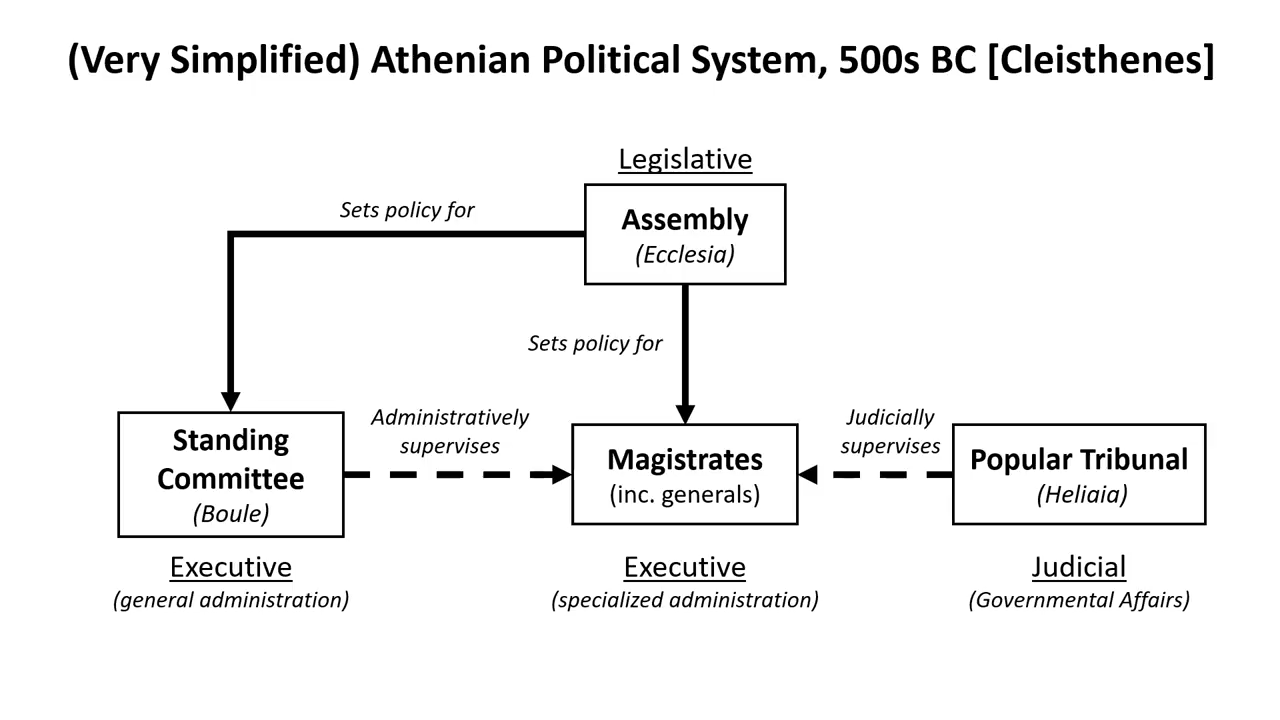 (Very Simplified) Athenian Political System, 500s BC [Cleisthenes]
Legislative
Assembly
(Ecclesia)
Sets policy for
Sets policy for
Standing
Committee
(Boule)
Executive
(general administration)
Administratively
supervises
Magistrates
(inc. generals)
Executive
(specialized administration)
Judicially
supervises
Popular Tribunal
(Heliaia)
Judicial
(Governmental Affairs)